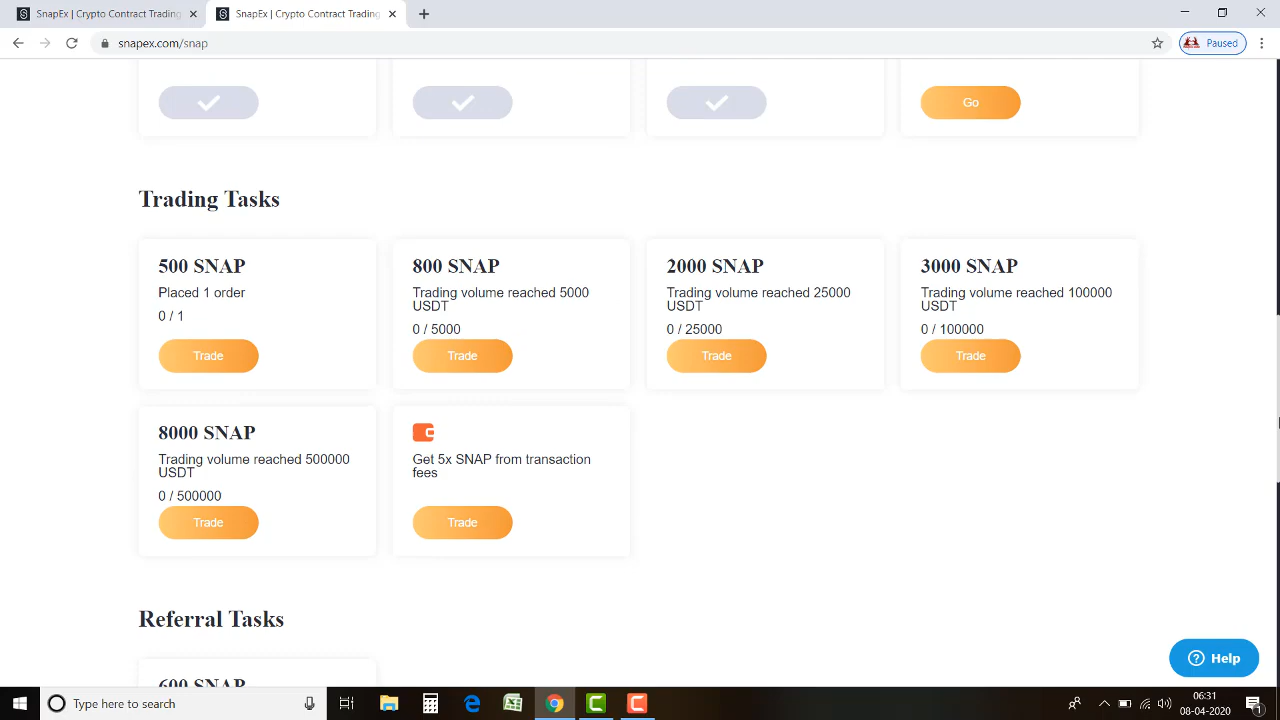 SnapEx | Crypto Contract Trading
SnapEx | Crypto Contract Trading
snapex.com/snap
Paused
Go
Trading Tasks
500 SNAP
Placed 1 order
0 / 1
Trade
800 SNAP
Trading volume reached 5000
USDT
0 / 5000
Trade
2000 SNAP
Trading volume reached 25000
USDT
0 / 25000
Trade
3000 SNAP
Trading volume reached 100000
USDT
0 / 100000
Trade
8000 SNAP
Trading volume reached 500000
USDT
0 / 500000
Trade
Get 5x SNAP from transaction
fees
Trade
Referral Tasks
600 SNAP
Help
Type here to search
06:31
08-04-2020
1